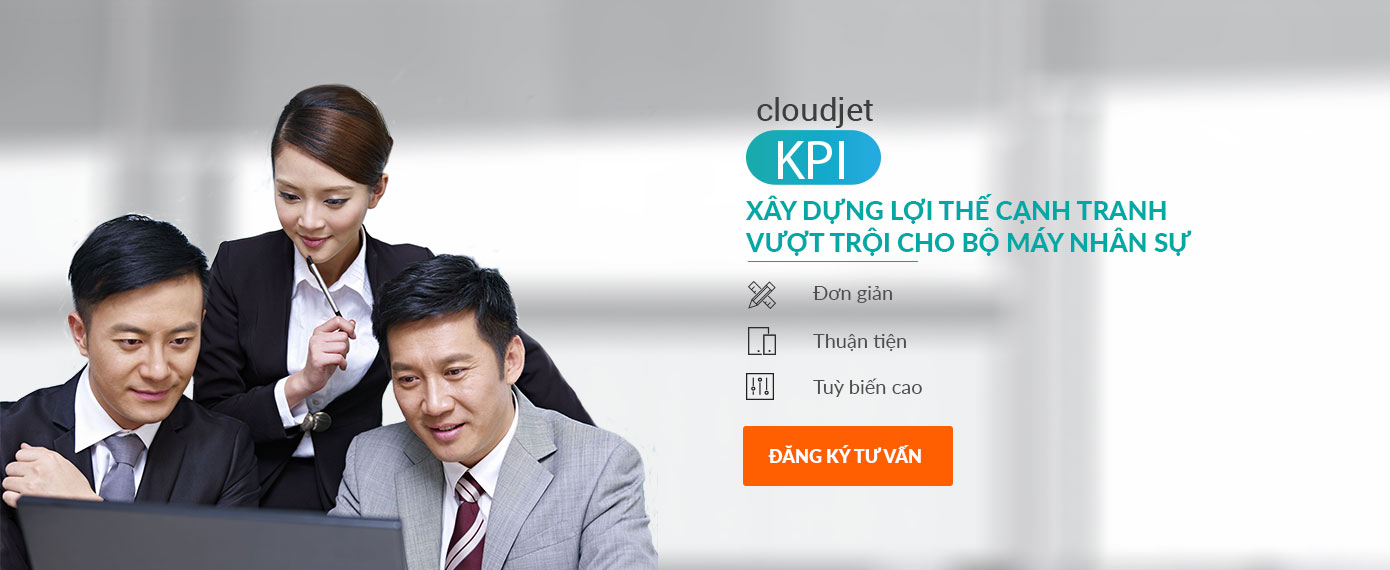 cloudjet
KPI
XÂY DỰNG LỢI THẾ CẠNH TRANH
VƯỢT TRỘI CHO BỘ MÁY NHÂN SỰ
Đơn giản
Thuận tiện
Tuỳ biến cao
ĐĂNG KÝ TƯ VẤN